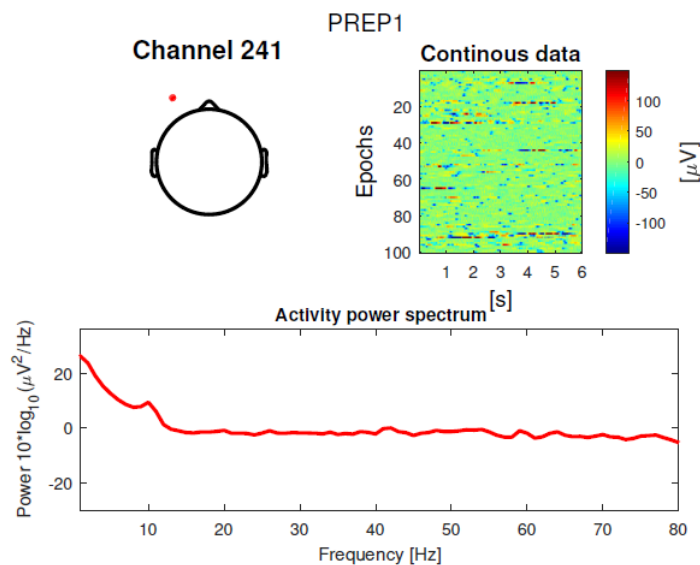 PREP1
Channel 241
Continous data
Epochs
20
40
60
80
100
1 2 3 4 5 6
[s]
100
50
0
-50
-100
[μV]
Activity power spectrum
Power 10*log10(μV2/Hz)
20
0
-20
10 20 30 40 50 60 70 80
Frequency [Hz]